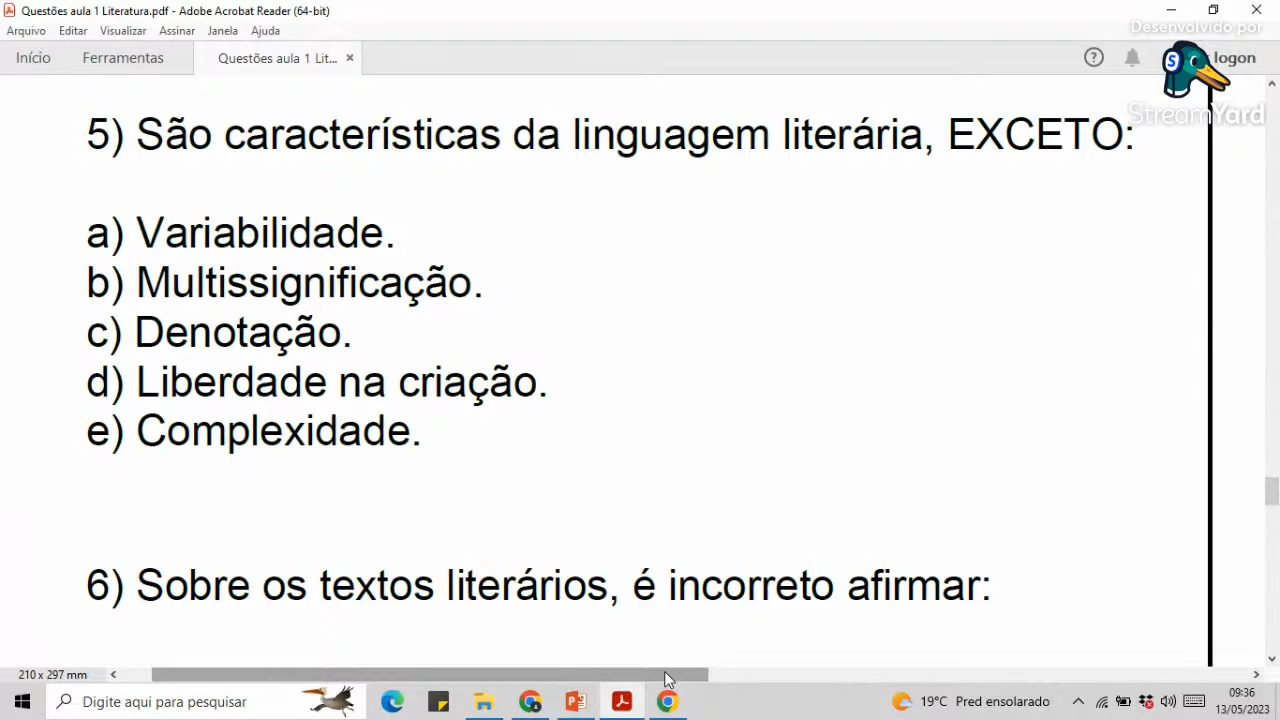 Questões aula 1 Literatura.pdf - Adobe Acrobat Reader (64-bit)
Arquivo Editar Visualizar Assinar Janela Ajuda
Desenvolvido por
Início Ferramentas Questões aula 1 Lit... × logon
StreamYard
5) São características da linguagem literária, EXCETO:
a) Variabilidade.
b) Multissignificação.
c) Denotação.
d) Liberdade na criação.
e) Complexidade.
6) Sobre os textos literários, é incorreto afirmar:
210 x 297 mm
Digite aqui para pesquisar
19°C Pred ensolarado
09:36
13/05/2023